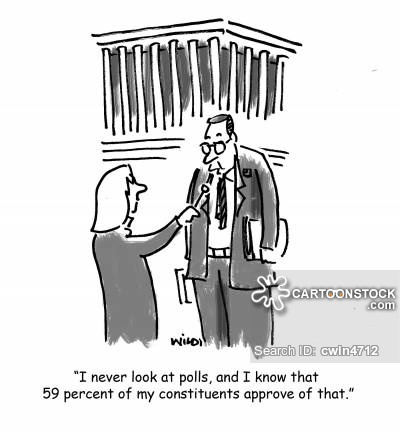 CARTOONSTOCK
.com
Search ID: cwln4712
WILDT
"I never look at polls, and I know that
59 percent of my constituents approve of that."